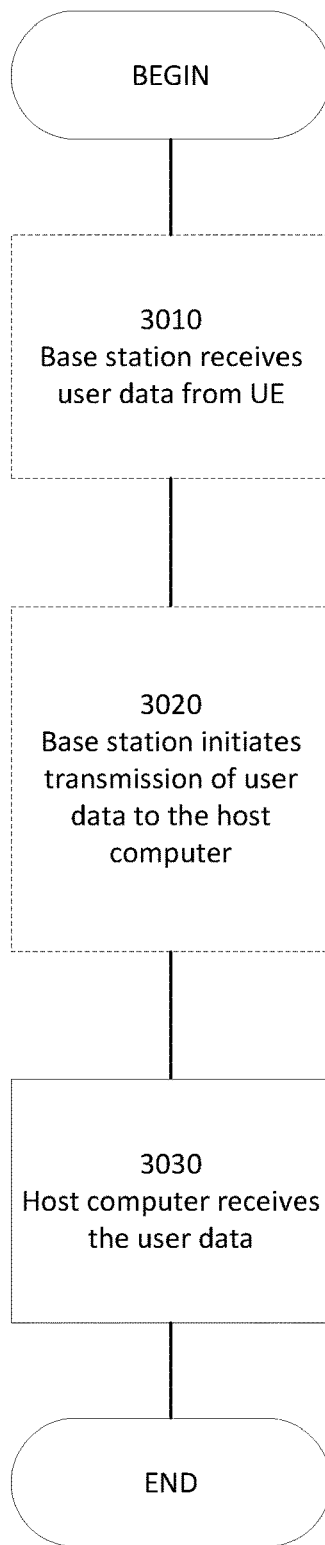 BEGIN
3010
Base station receives
user data from UE
3020
Base station initiates
transmission of user
data to the host
computer
3030
Host computer receives
the user data
END